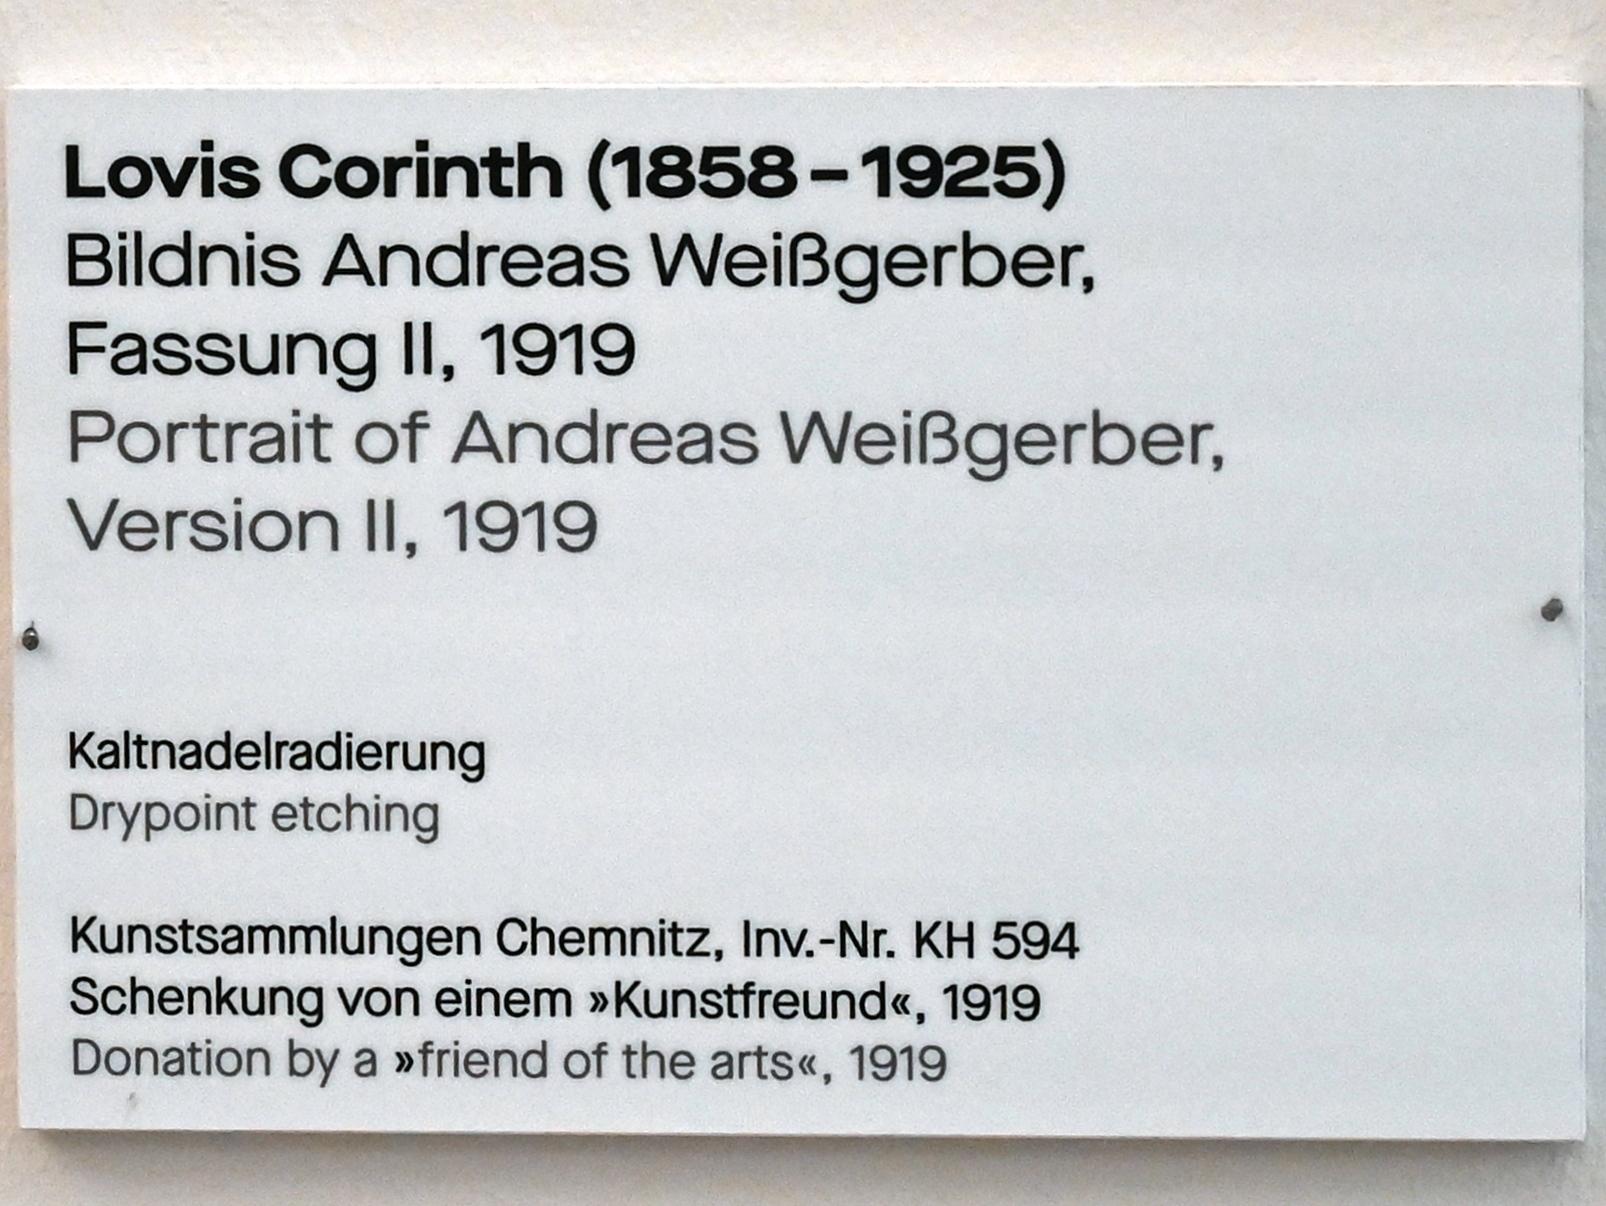 Lovis Corinth (1858 – 1925)
Bildnis Andreas Weißgerber,
Fassung II, 1919
Portrait of Andreas Weißgerber,
Version II, 1919
Kaltnadelradierung
Drypoint etching
Kunstsammlungen Chemnitz, Inv.-Nr. KH 594
Schenkung von einem »Kunstfreund«, 1919
Donation by a »friend of the arts«, 1919